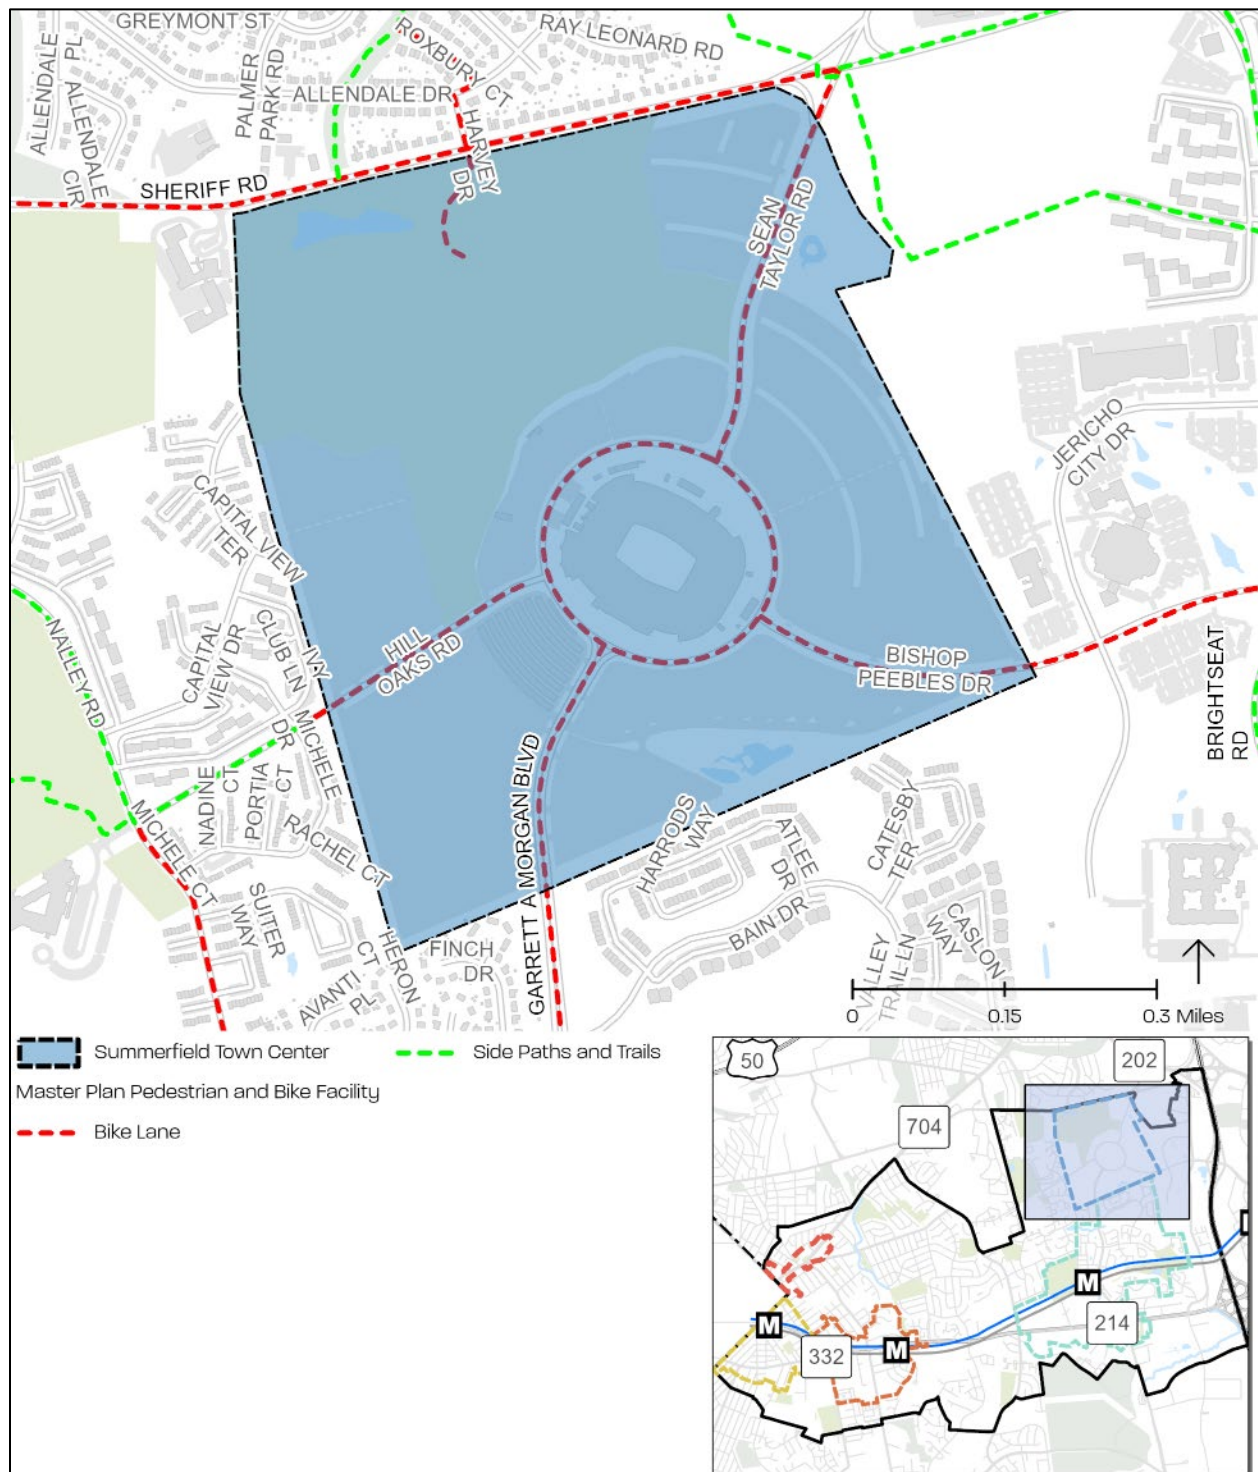 GREYMONT ST
ROXBURY CT
RAY LEONARD RD
ALLENDALE
PL
ALLENDALE
CIR
PALMER
PARK RD
ALLENDALE DR
HARVEY
DR
SHERIFF RD
SEAN
TAYLOR RD
JERICHO
CITY DR
CAPITAL VIEW
TER
CAPITAL
VIEW DR
CLUB LN
IVY
HILL
OAKS RD
NALLEY RD
MICHELE
DR
BISHOP
PEEBLES DR
BRIGHTSEAT
RD
NADINE
CT
PORTIA
CT
RACHEL CT
MICHELE CT
GARRETT A MORGAN BLVD
HARRODS
WAY
ATLEE
DR
CATESBY
TER
SUITER
WAY
BAIN DR
CASLON
WAY
VALLEY
TRAIL LN
HERON
CT
FINCH
DR
AVANTI
PL
0 0.15 0.3 Miles
Summerfield Town Center
Side Paths and Trails
Master Plan Pedestrian and Bike Facility
Bike Lane
50
202
704
M
214
M
332
M